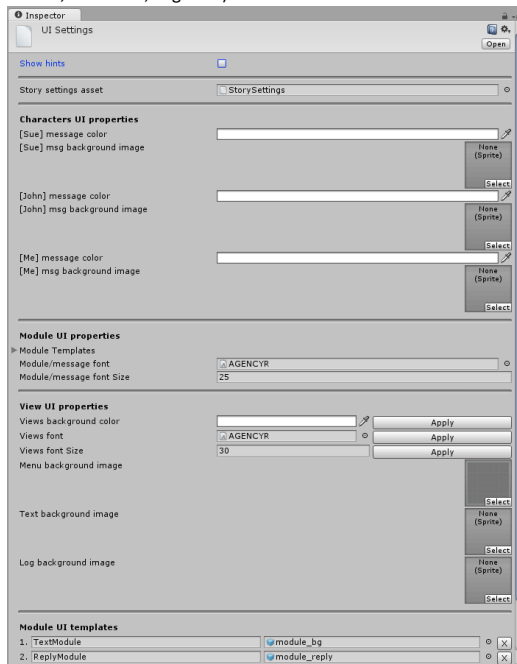 Inspector
UI Settings
Open
Show hints
Story settings asset StorySettings
Characters UI properties
[Sue] message color
[Sue] msg background image None
(Sprite)
Select
[John] message color
[John] msg background image None
(Sprite)
Select
[Me] message color
[Me] msg background image None
(Sprite)
Select
Module UI properties
Module Templates
Module/message font AGENCYR
Module/message font Size 25
View UI properties
Views background color Apply
Views font AGENCYR Apply
Views font Size 30 Apply
Menu background image
Select
Text background image None
(Sprite)
Select
Log background image None
(Sprite)
Select
Module UI templates
1. TextModule module_bg X
2. ReplyModule module_reply X